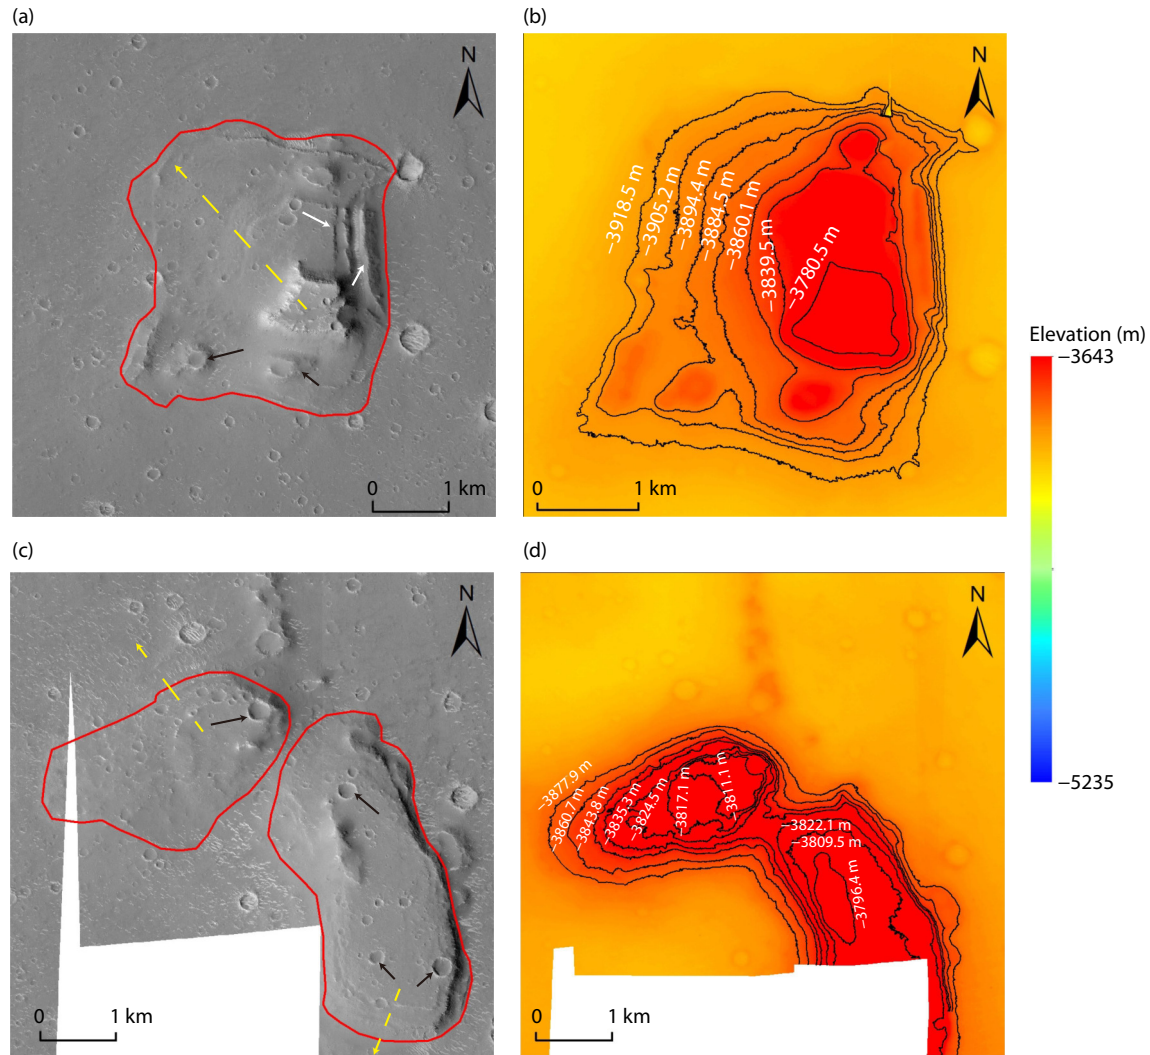 (a)
(b)
N
N
−3918.5 m
−3905.2 m
−3894.4 m
−3884.5 m
−3860.1 m
−3839.5 m
−3780.5 m
0 1 km
0 1 km
Elevation (m)
−3643
−5235
(c)
(d)
N
N
−3877.9 m
−3860.7 m
−3843.8 m
−3835.3 m
−3824.5 m
−3817.1 m
−3811.1 m
−3822.1 m
−3809.5 m
−3796.4 m
0 1 km
0 1 km